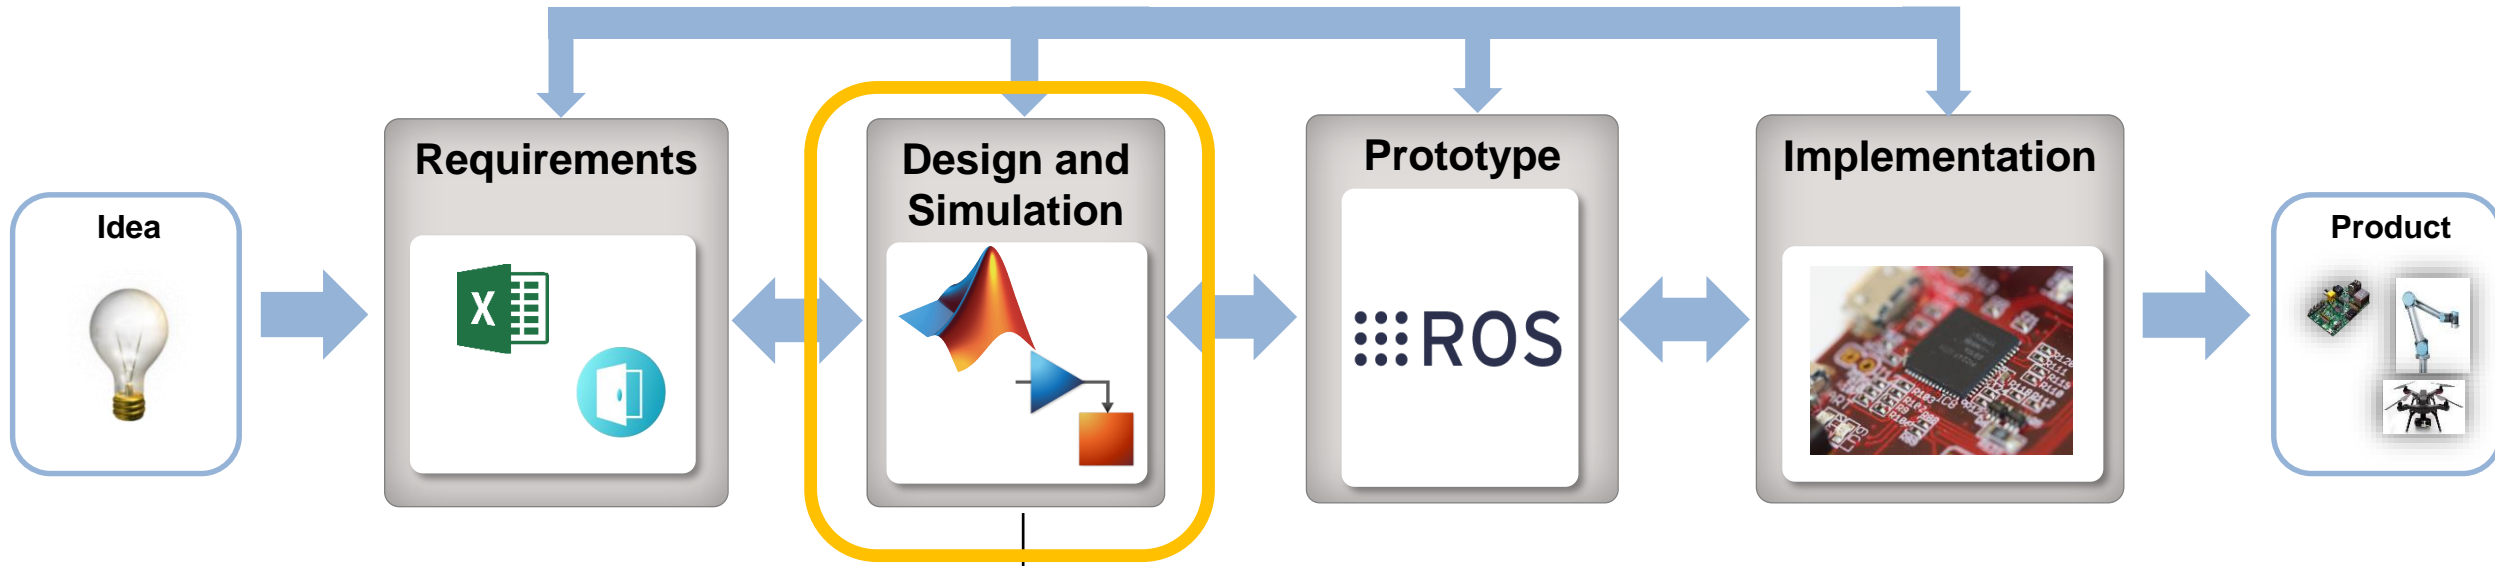 Idea
Requirements
X
Design and
Simulation
Prototype
ROS
Implementation
Product